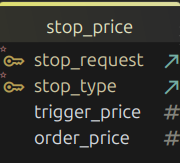 stop_price
stop_request
stop_type
trigger_price #
order_price #